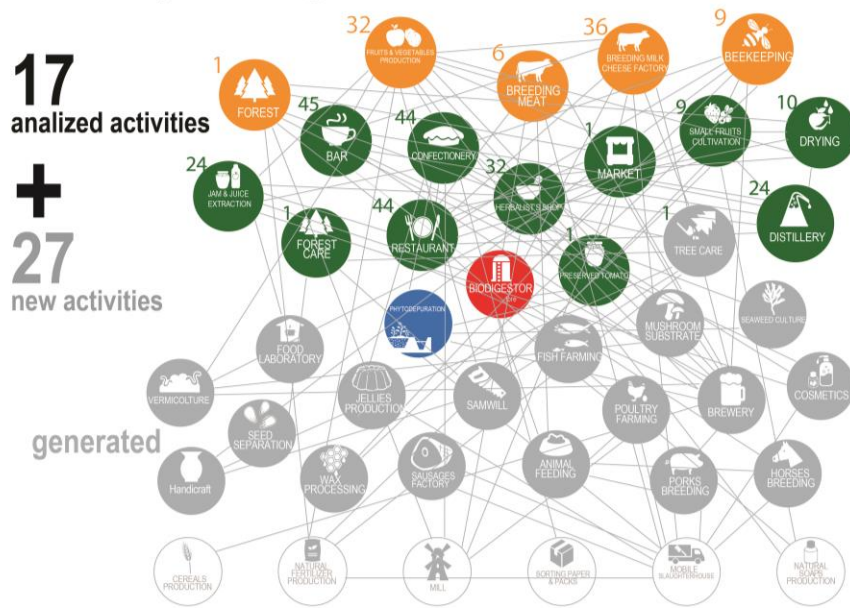 32
36
9
1
FRUITS & VEGETABLES
PRODUCTION
6
BREEDING MILK
CHEESE FACTORY
BEEKEEPING
17
analized activities
FOREST
BREEDING
MEAT
45
44
9
10
BAR
CONFECTIONERY
1
MARKET
SMALL FRUITS
CULTIVATION
DRYING
+
24
JAM & JUICE
EXTRACTION
32
HERBALIST'S SHOP
24
1
FOREST
CARE
44
RESTAURANT
1
PRESERVED TOMATO
1
TREE CARE
DISTILLERY
27
new activities
BIODIGESTOR
PHYTODEPURATION
FOOD
LABORATORY
FISH FARMING
MUSHROOM
SUBSTRATE
SEAWEED CULTURE
VERMICOLTURE
JELLIES
PRODUCTION
SAMWILL
POULTRY
FARMING
BREWERY
COSMETICS
generated
SEED
SEPARATION
Handicraft
WAX
PROCESSING
SAUSAGES
FACTORY
ANIMAL
FEEDING
PORKS
BREEDING
HORSES
BREEDING
CEREALS
PRODUCTION
NATURAL
FERTILIZER
PRODUCTION
MILL
SORTING PAPER
& PACKS
MOBILE
SLAUGHTERHOUSE
NATURAL
SOAPS
PRODUCTION